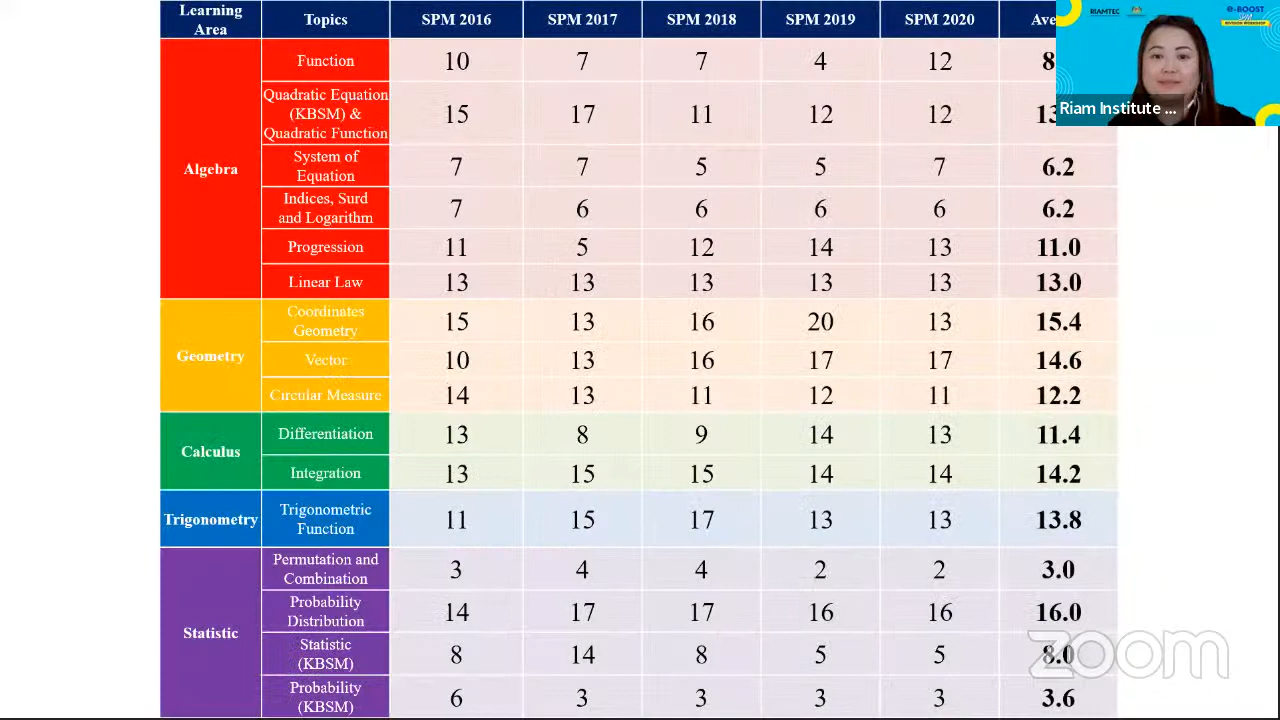 Learning
Area
Topics
SPM 2016
SPM 2017
SPM 2018
SPM 2019
SPM 2020
Algebra
Function
10
7
7
4
12
Quadratic Equation
(KBSM) &
Quadratic Function
15
17
11
12
12
System of
Equation
7
7
5
5
7
6.2
Indices, Surd
and Logarithm
7
6
6
6
6
6.2
Progression
11
5
12
14
13
11.0
Linear Law
13
13
13
13
13
13.0
Geometry
Coordinates
Geometry
15
13
16
20
13
15.4
Vector
10
13
16
17
17
14.6
Circular Measure
14
13
11
12
11
12.2
Calculus
Differentiation
13
8
9
14
13
11.4
Integration
13
15
15
14
14
14.2
Trigonometry
Trigonometric
Function
11
15
17
13
13
13.8
Statistic
Permutation and
Combination
3
4
4
2
2
3.0
Probability
Distribution
14
17
17
16
16
16.0
Statistic
(KBSM)
8
14
8
5
5
8.0
Probability
(KBSM)
6
3
3
3
3
3.6
RIAMTEC
e-BOOST
SPM
REVISION WORKSHOP
Riam Institute ...
zoom